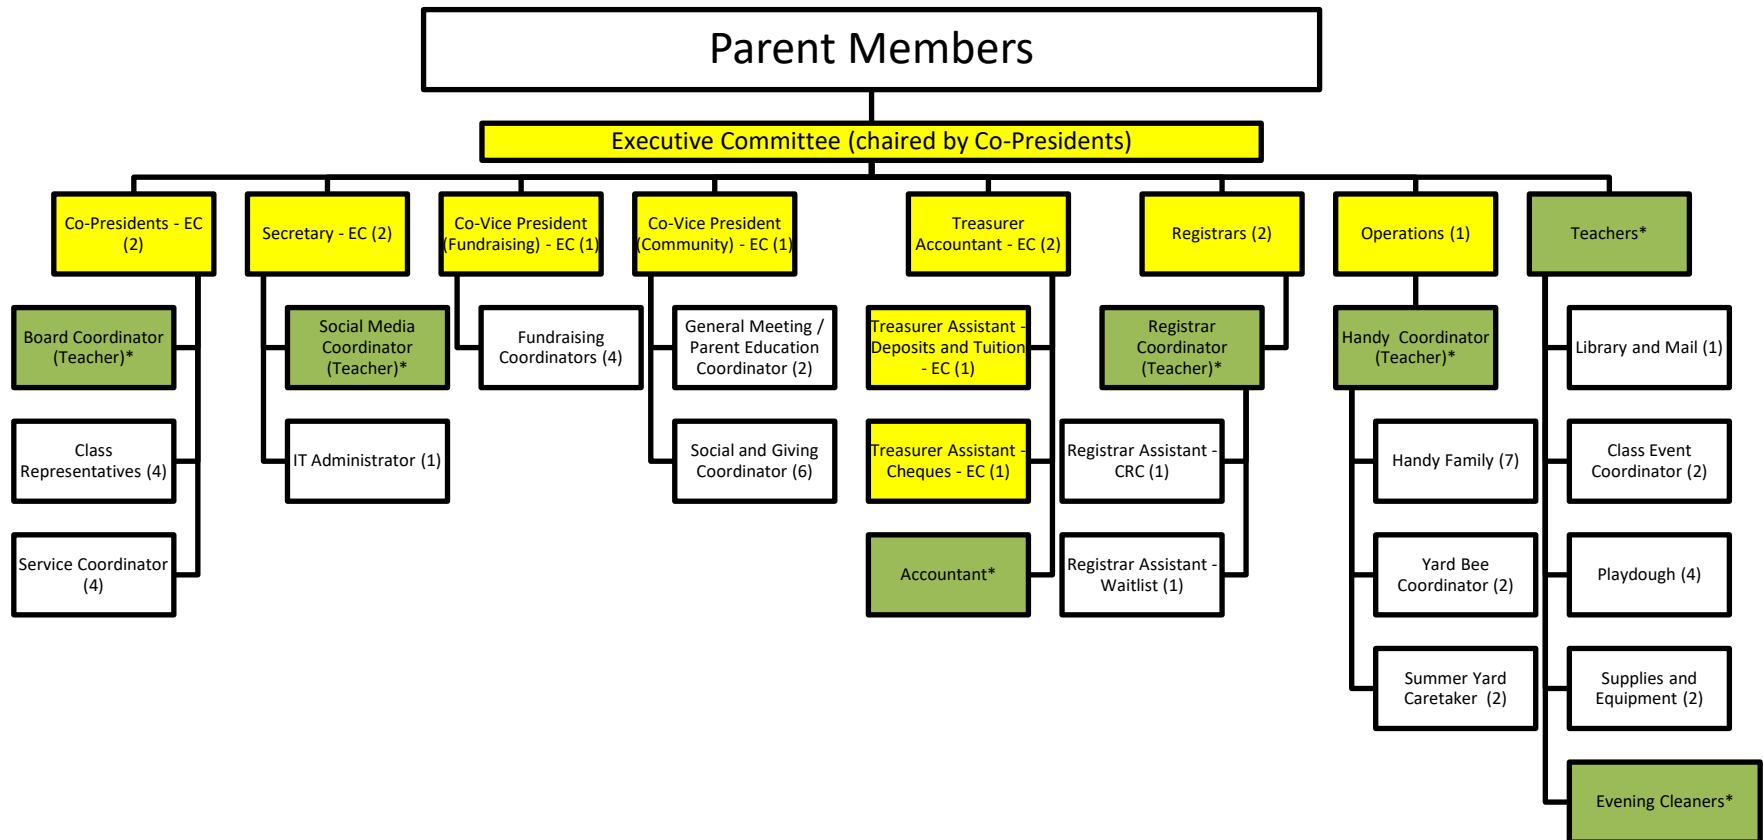 Parent Members
Executive Committee (chaired by Co-Presidents)
Co-Presidents - EC
(2)
Secretary - EC (2)
Co-Vice President
(Fundraising) - EC (1)
Co-Vice President
(Community) - EC (1)
Treasurer
Accountant - EC (2)
Registrars (2)
Operations (1)
Teachers*
Board Coordinator
(Teacher)*
Class
Representatives (4)
Service Coordinator
(4)
Social Media
Coordinator
(Teacher)*
IT Administrator (1)
Fundraising
Coordinators (4)
General Meeting /
Parent Education
Coordinator (2)
Social and Giving
Coordinator (6)
Treasurer Assistant -
Deposits and Tuition
- EC (1)
Treasurer Assistant -
Cheques - EC (1)
Accountant*
Registrar
Coordinator
(Teacher)*
Registrar Assistant -
CRC (1)
Registrar Assistant -
Waitlist (1)
Handy Coordinator
(Teacher)*
Handy Family (7)
Yard Bee
Coordinator (2)
Summer Yard
Caretaker (2)
Library and Mail (1)
Class Event
Coordinator (2)
Playdough (4)
Supplies and
Equipment (2)
Evening Cleaners*